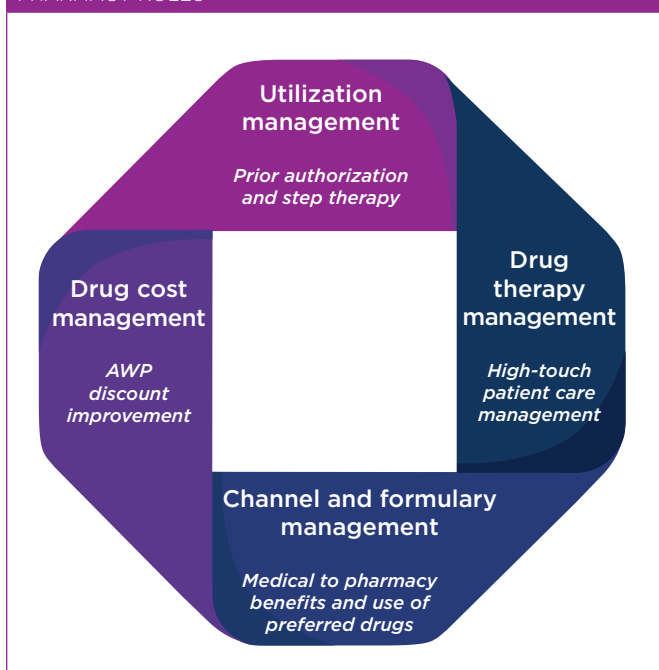 Utilization
management
Prior authorization
and step therapy
Drug
therapy
management
High-touch
patient care
management
Channel and formulary
management
Medical to pharmacy
benefits and use of
preferred drugs
Drug cost
management
AWP
discount
improvement